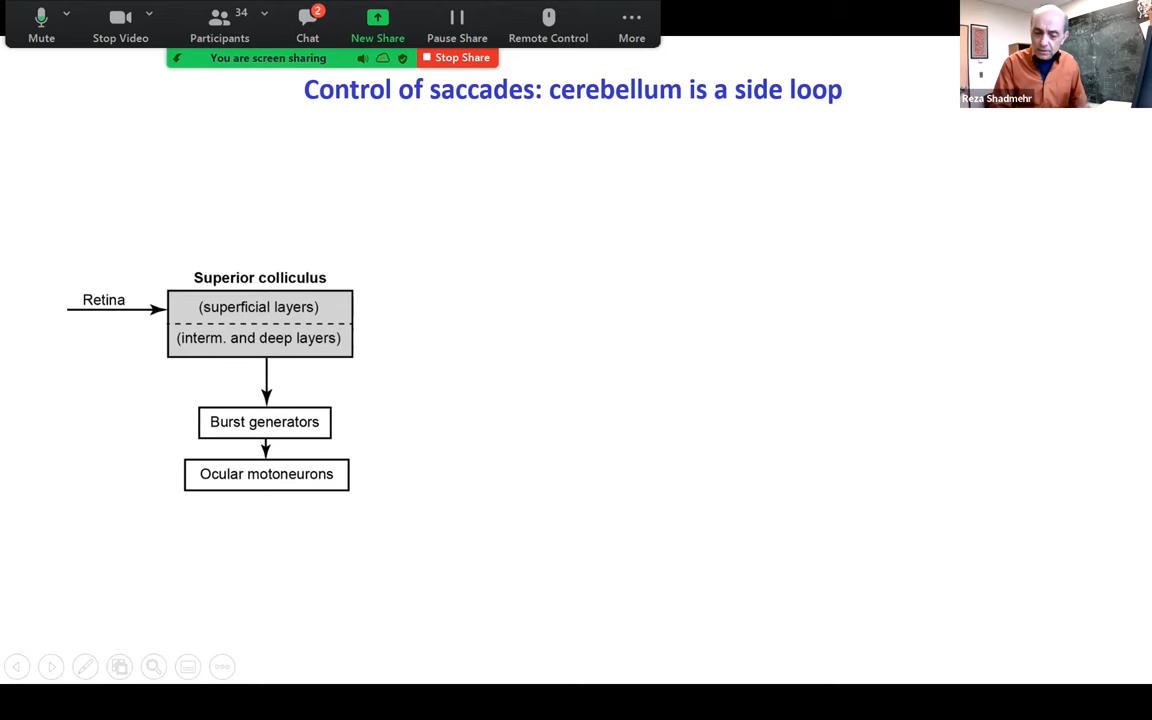 34
2
Mute
Stop Video
Participants
Chat
New Share
Pause Share
Remote Control
More
You are screen sharing
Stop Share
Control of saccades: cerebellum is a side loop
Reza Shadmehr
Superior colliculus
Retina
(superficial layers)
(interm. and deep layers)
Burst generators
Ocular motoneurons